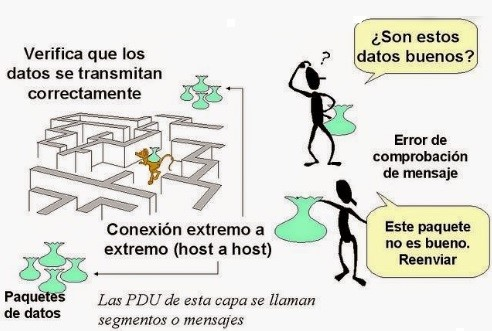 Verifica que los
datos se transmitan
correctamente
¿Son estos
datos buenos?
?
Error de
comprobación
de mensaje
Conexión extremo a
extremo (host a host)
Este paquete
no es bueno.
Reenviar
Paquetes
de datos
Las PDU de esta capa se llaman
segmentos o mensajes